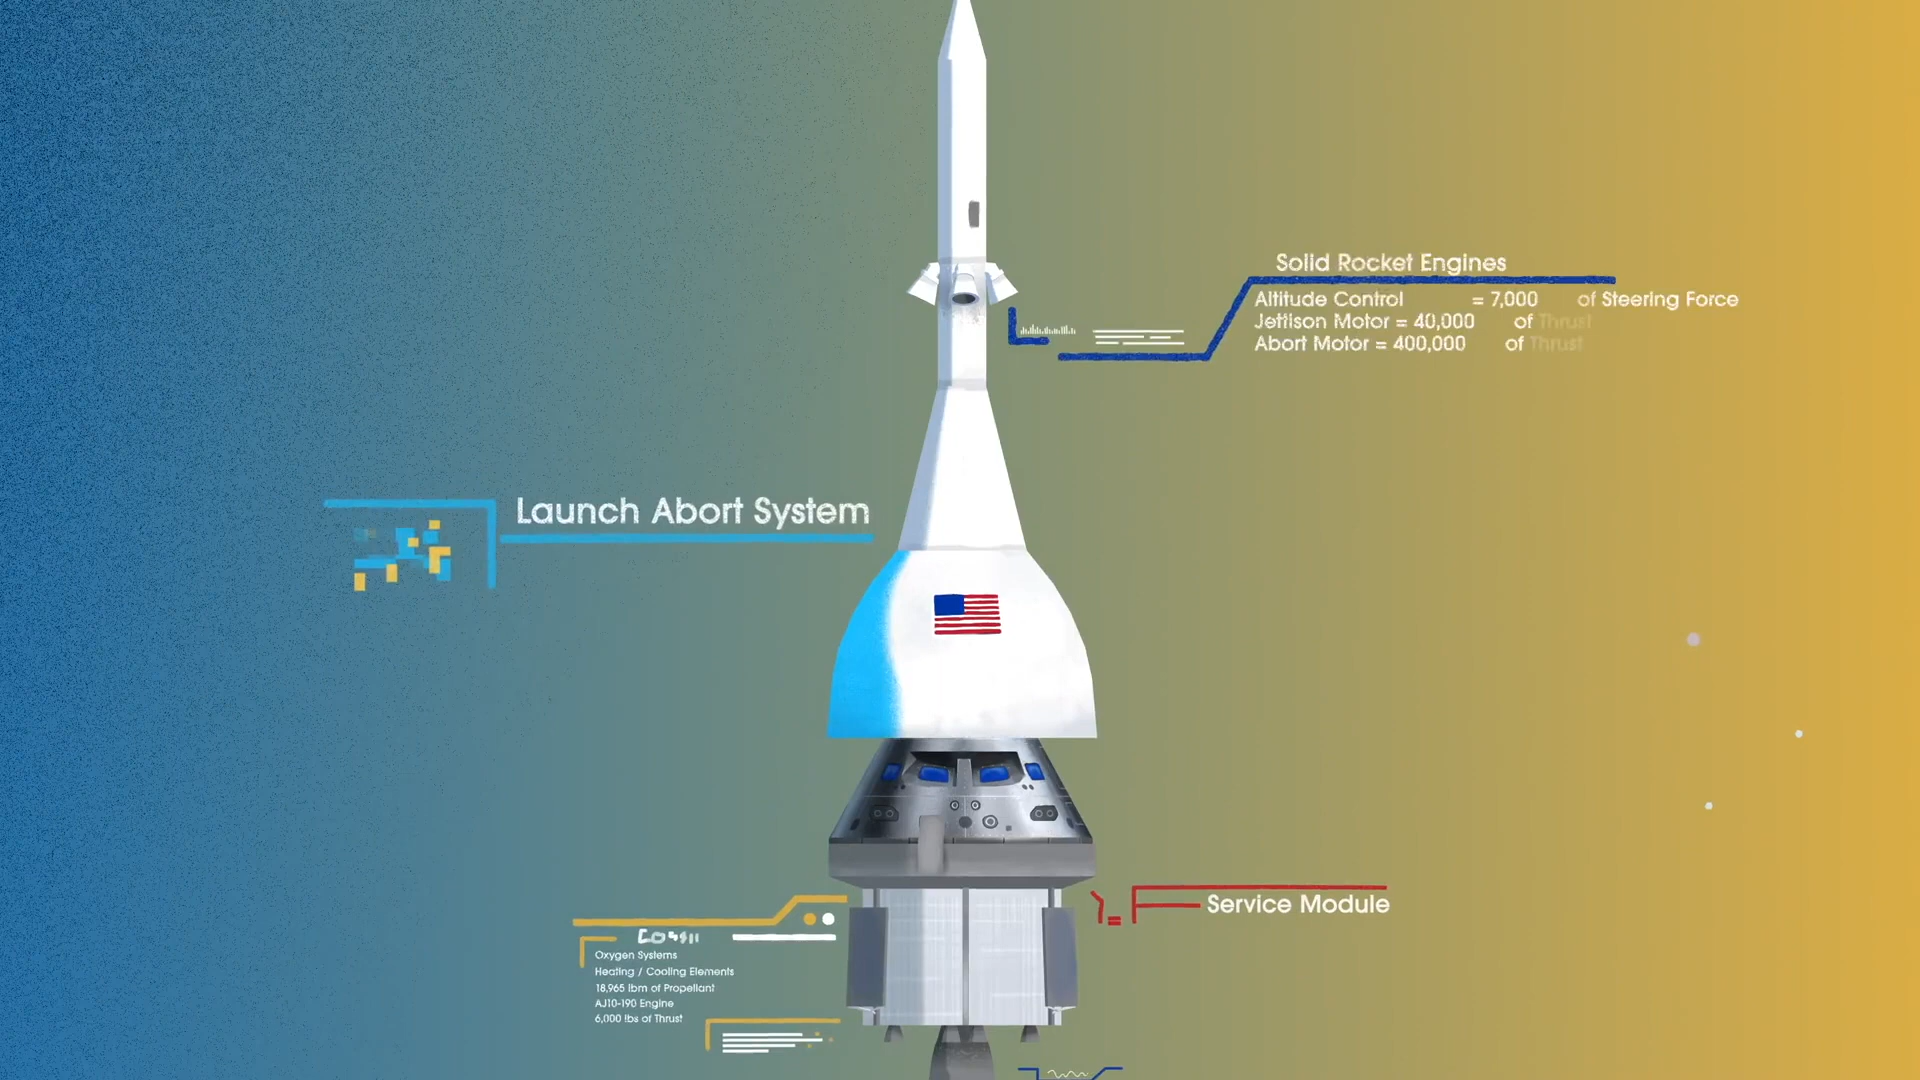 Solid Rocket Engines
Altitude Control = 7,000 of Steering Force
Jettison Motor = 40,000 of Thrust
Abort Motor = 400,000 of Thrust
Launch Abort System
Service Module
Oxygen Systems
Heating / Cooling Elements
18,965 lbm of Propellant
AJ10-190 Engine
6,000 lbs of Thrust